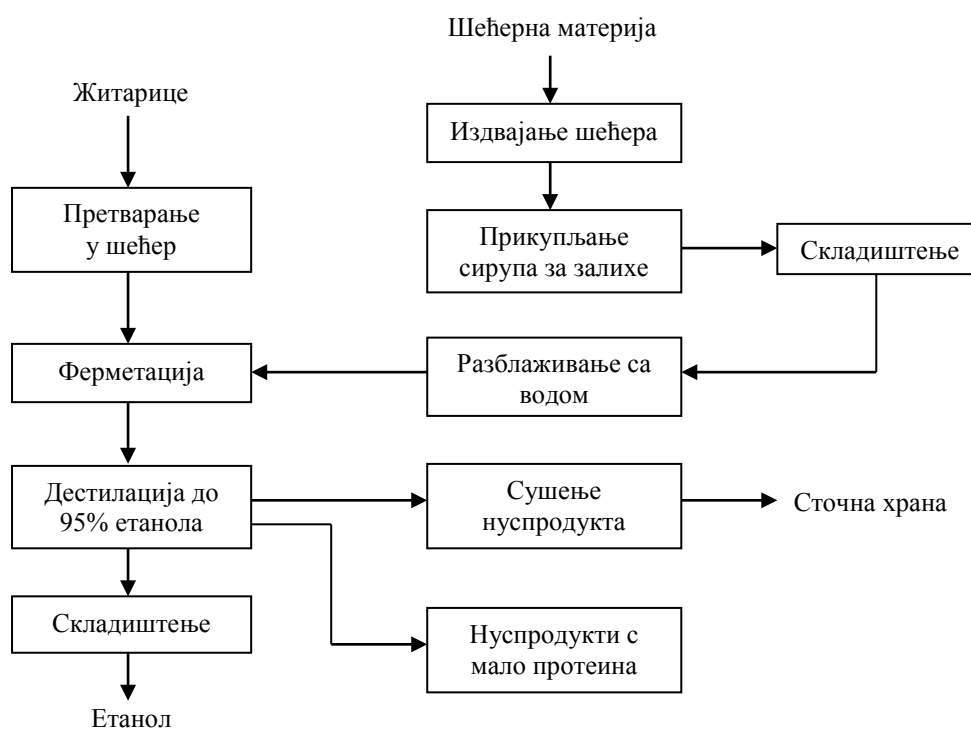 Шећерна материја
Житарице
Издвајање шећера
Претварање
у шећер
Прикупљање
сирупа за залихе
Складиштење
Ферметација
Разблаживање са
водом
Дестилација до
95% етанола
Сушење
нуспродукта
Сточна храна
Складиштење
Нуспродукти с
мало протеина
Етанол